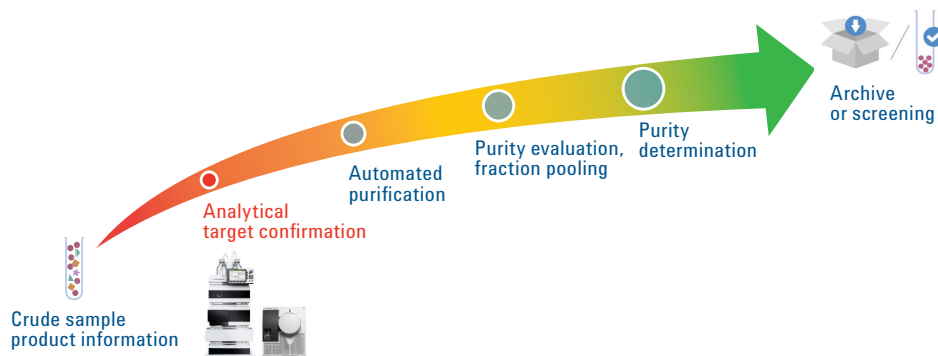 Crude sample
product information
Analytical
target confirmation
Automated
purification
Purity evaluation,
fraction pooling
Purity
determination
Archive
or screening